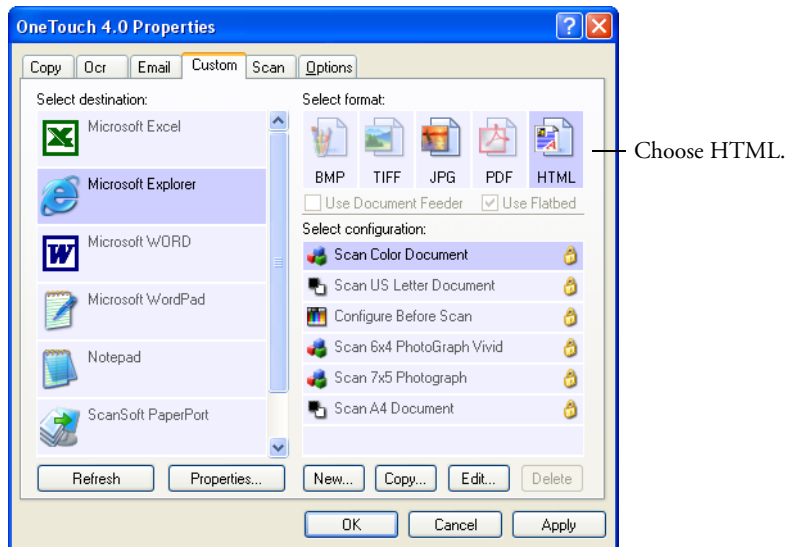 OneTouch 4.0 Properties
Copy Ocr Email Custom Scan Options
Select destination:
Microsoft Excel
Microsoft Explorer
Microsoft WORD
Microsoft WordPad
Notepad
ScanSoft PaperPort
Refresh Properties...
Select format:
BMP TIFF JPG PDF HTML
Use Document Feeder Use Flatbed
Select configuration:
Scan Color Document
Scan US Letter Document
Configure Before Scan
Scan 6x4 PhotoGraph Vivid
Scan 7x5 Photograph
Scan A4 Document
New... Copy... Edit... Delete
OK Cancel Apply
Choose HTML.